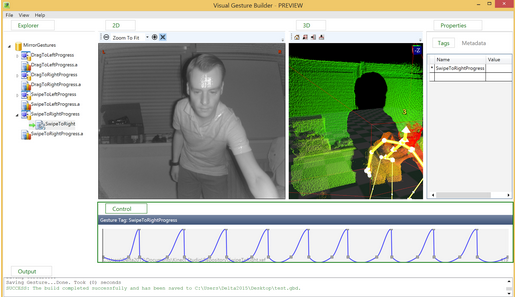 Visual Gesture Builder - PREVIEW
File View Help
Explorer
2D
3D
Properties
MirrorGestures
DragToLeftProgress
DragToLeftProgress.a
DragToRightProgress
DragToRightProgress.a
SwipeToLeftProgress
SwipeToLeftProgress.a
SwipeToRightProgress
SwipeToRight
SwipeToRightProgress.a
Zoom To Fit
Tags Metadata
Name Value
SwipeToRightProgress
Control
Gesture Tag: SwipeToRightProgress
Output
Saving Gesture...Done. Took (15) seconds
SUCCESS: The build completed successfully and has been saved to C:\Users\Delta2015\Desktop\test.gbd.